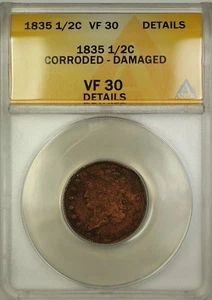 1835 1/2C VF 30 DETAILS
1835 1/2C
CORRODED - DAMAGED
VF 30
DETAILS